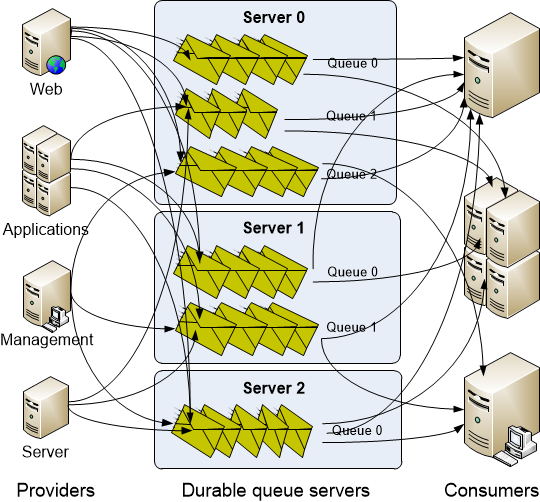 Server 0
Queue 0
Web
Queue 1
Queue 2
Applications
Server 1
Queue 0
Queue 1
Management
Server 2
Queue 0
Server
Providers
Durable queue servers
Consumers